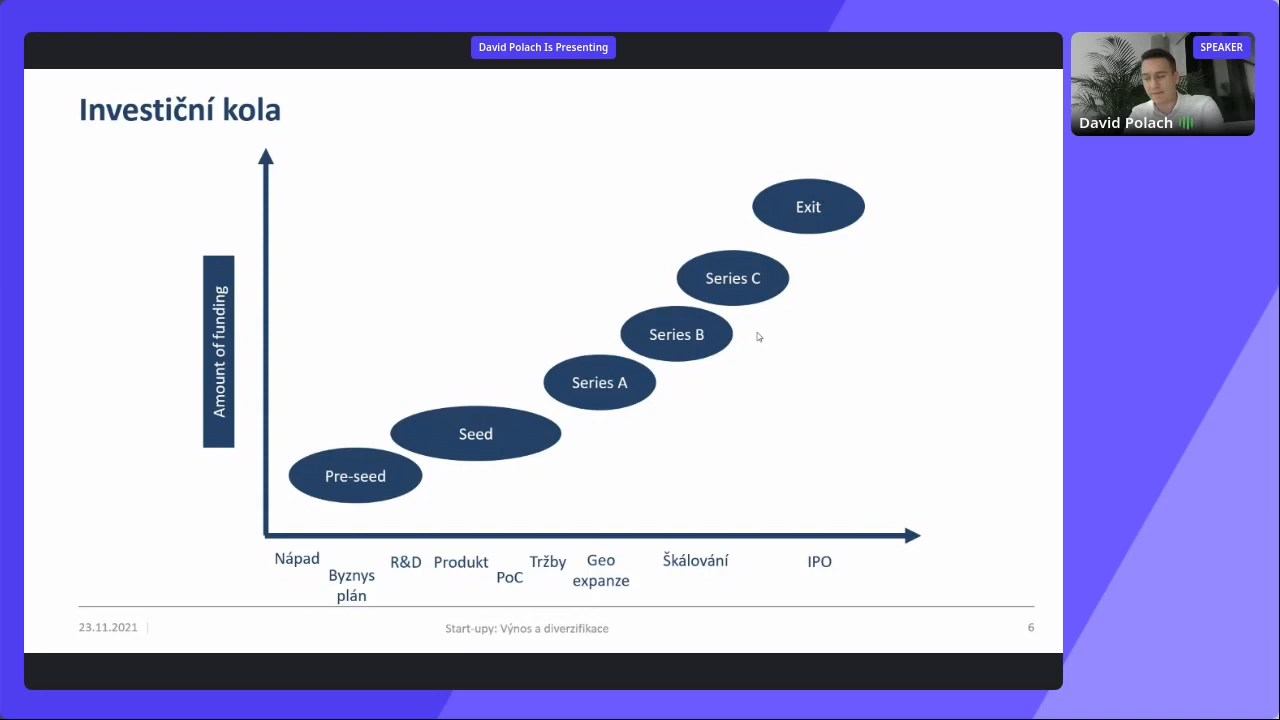 David Polach Is Presenting
SPEAKER
David Polach
Investiční kola
Exit
Series C
Series B
Series A
Seed
Pre-seed
Amount of funding
Nápad
Byznys
plán
R&D
Produkt
PoC
Tržby
Geo
expanze
Škálování
IPO
23.11.2021
Start-upy: Výnos a diverzifikace
6